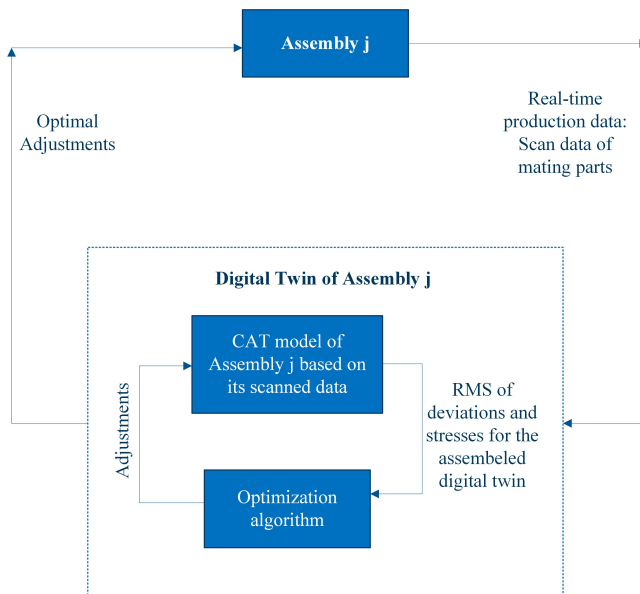 Assembly j
Optimal
Adjustments
Real-time
production data:
Scan data of
mating parts
Digital Twin of Assembly j
CAT model of
Assembly j based on
its scanned data
Adjustments
RMS of
deviations and
stresses for the
assembeled
digital twin
Optimization
algorithm